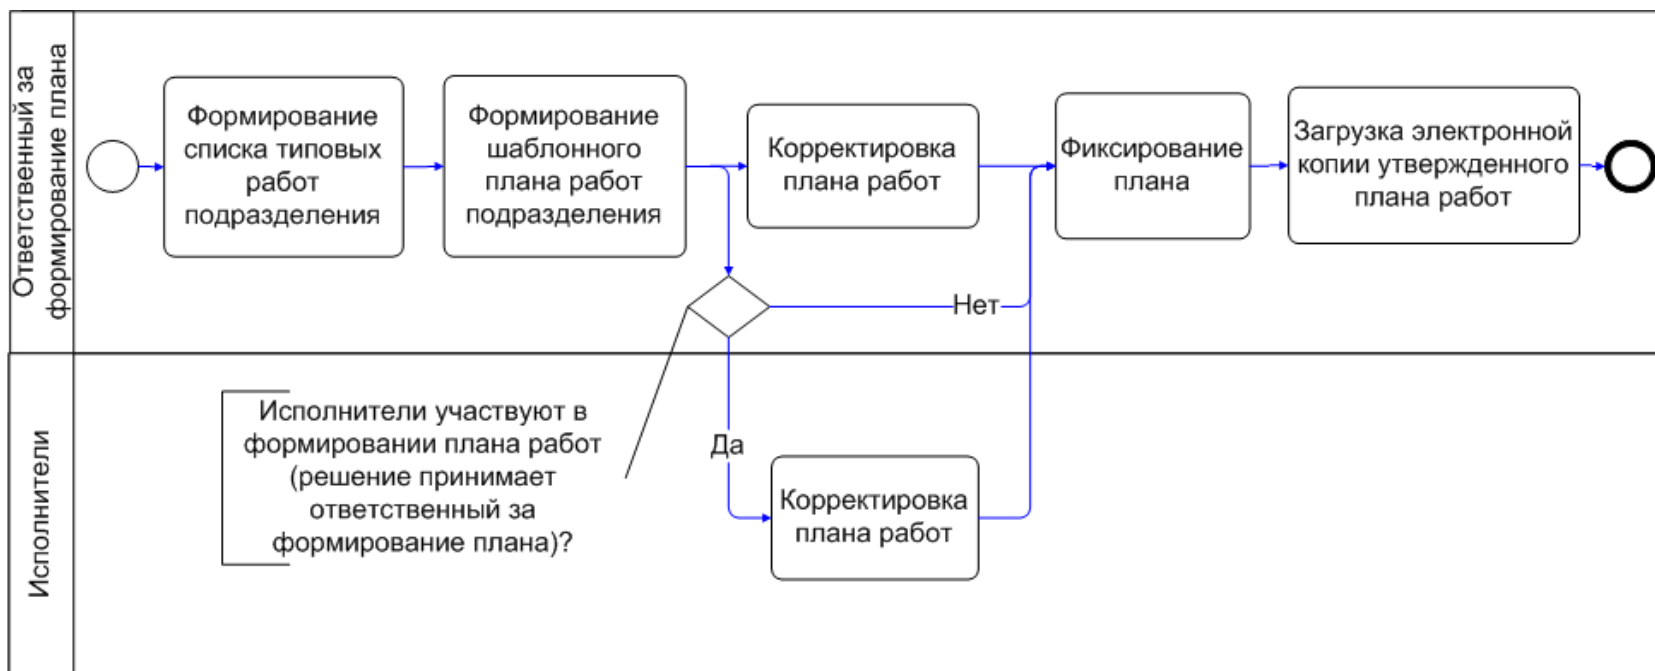 Ответственный за
формирование плана
Формирование
списка типовых
работ
подразделения
Формирование
шаблонного
плана работ
подразделения
Корректировка
плана работ
Фиксирование
плана
Загрузка электронной
копии утвержденного
плана работ
Нет
Исполнители
Исполнители участвуют в
формировании плана работ
(решение принимает
ответственный за
формирование плана)?
Да
Корректировка
плана работ